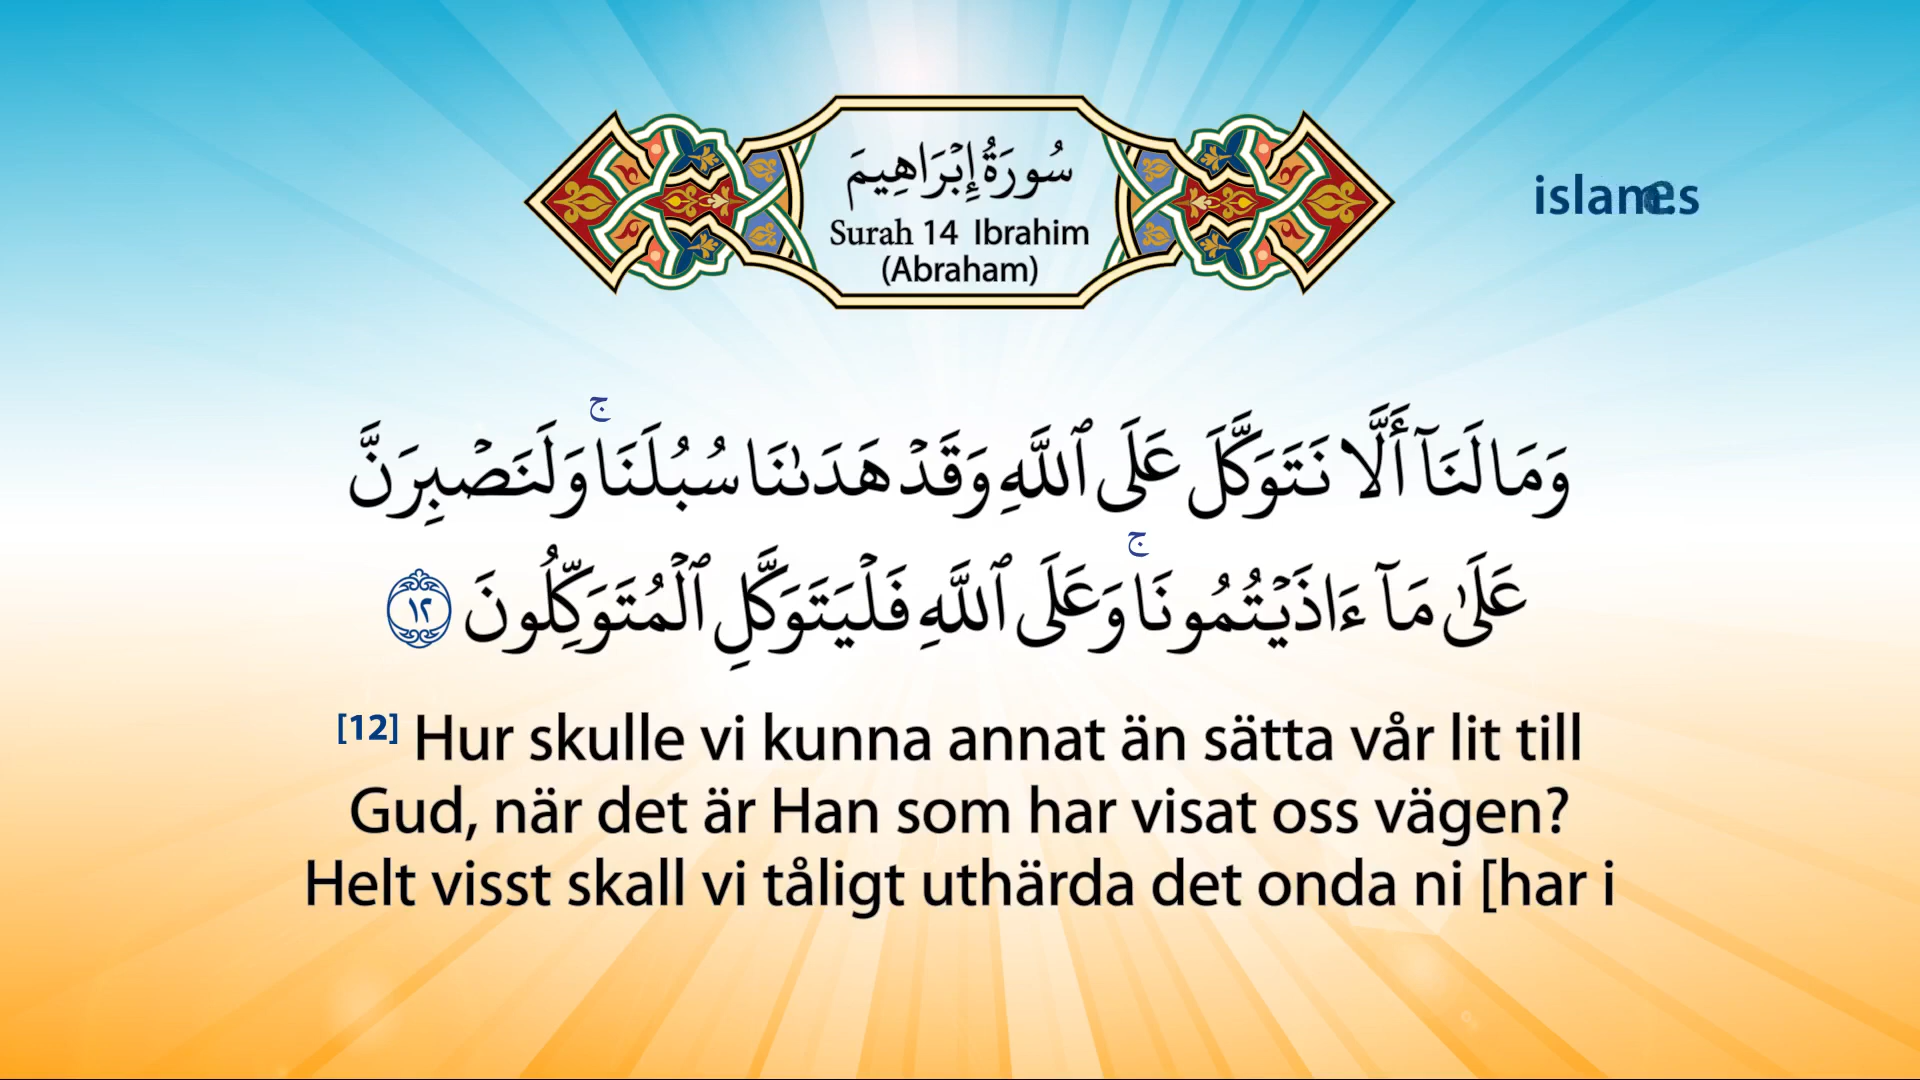 سُورَةُ إِبْرَاهِيمَ
Surah 14 Ibrahim
(Abraham)
وَمَا لَنَآ أَلَّا نَتَوَكَّلَ عَلَى ٱللَّهِ وَقَدْ هَدَىٰنَا سُبُلَنَا ۚ وَلَنَصْبِرَنَّ
عَلَىٰ مَآ ءَاذَيْتُمُونَا ۚ وَعَلَى ٱللَّهِ فَلْيَتَوَكَّلِ ٱلْمُتَوَكِّلُونَ ١٢
[12] Hur skulle vi kunna annat än sätta vår lit till
Gud, när det är Han som har visat oss vägen?
Helt visst skall vi tåligt uthärda det onda ni [har i